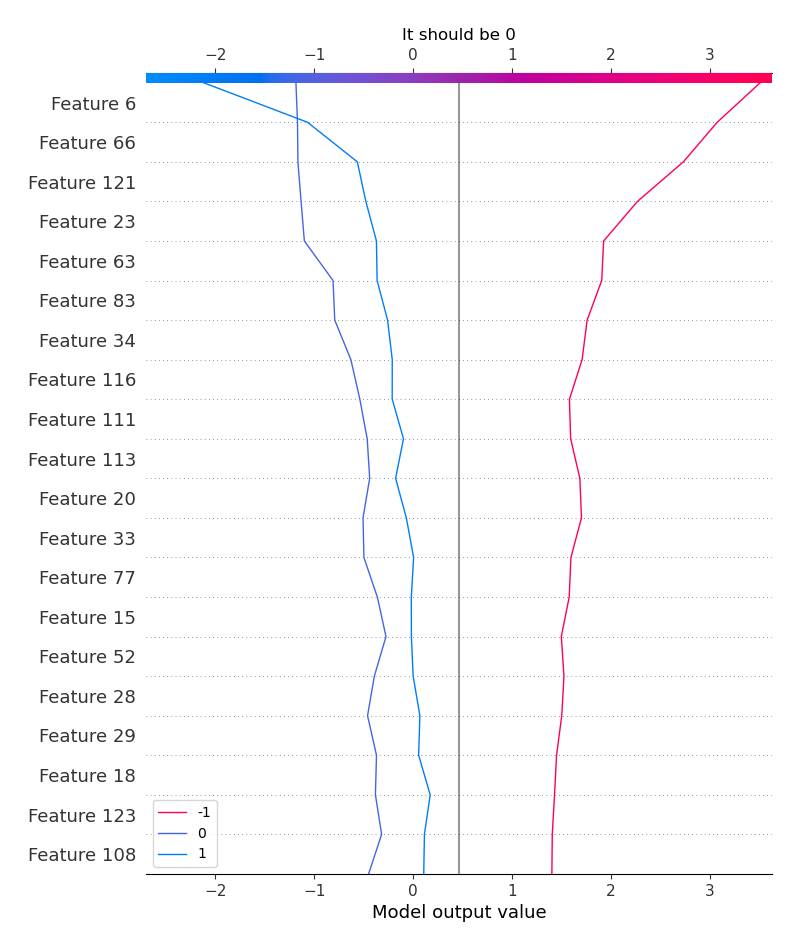 It should be 0
−2 −1 0 1 2 3
Feature 6
Feature 66
Feature 121
Feature 23
Feature 63
Feature 83
Feature 34
Feature 116
Feature 111
Feature 113
Feature 20
Feature 33
Feature 77
Feature 15
Feature 52
Feature 28
Feature 29
Feature 18
Feature 123
Feature 108
-1
0
1
−2 −1 0 1 2 3
Model output value